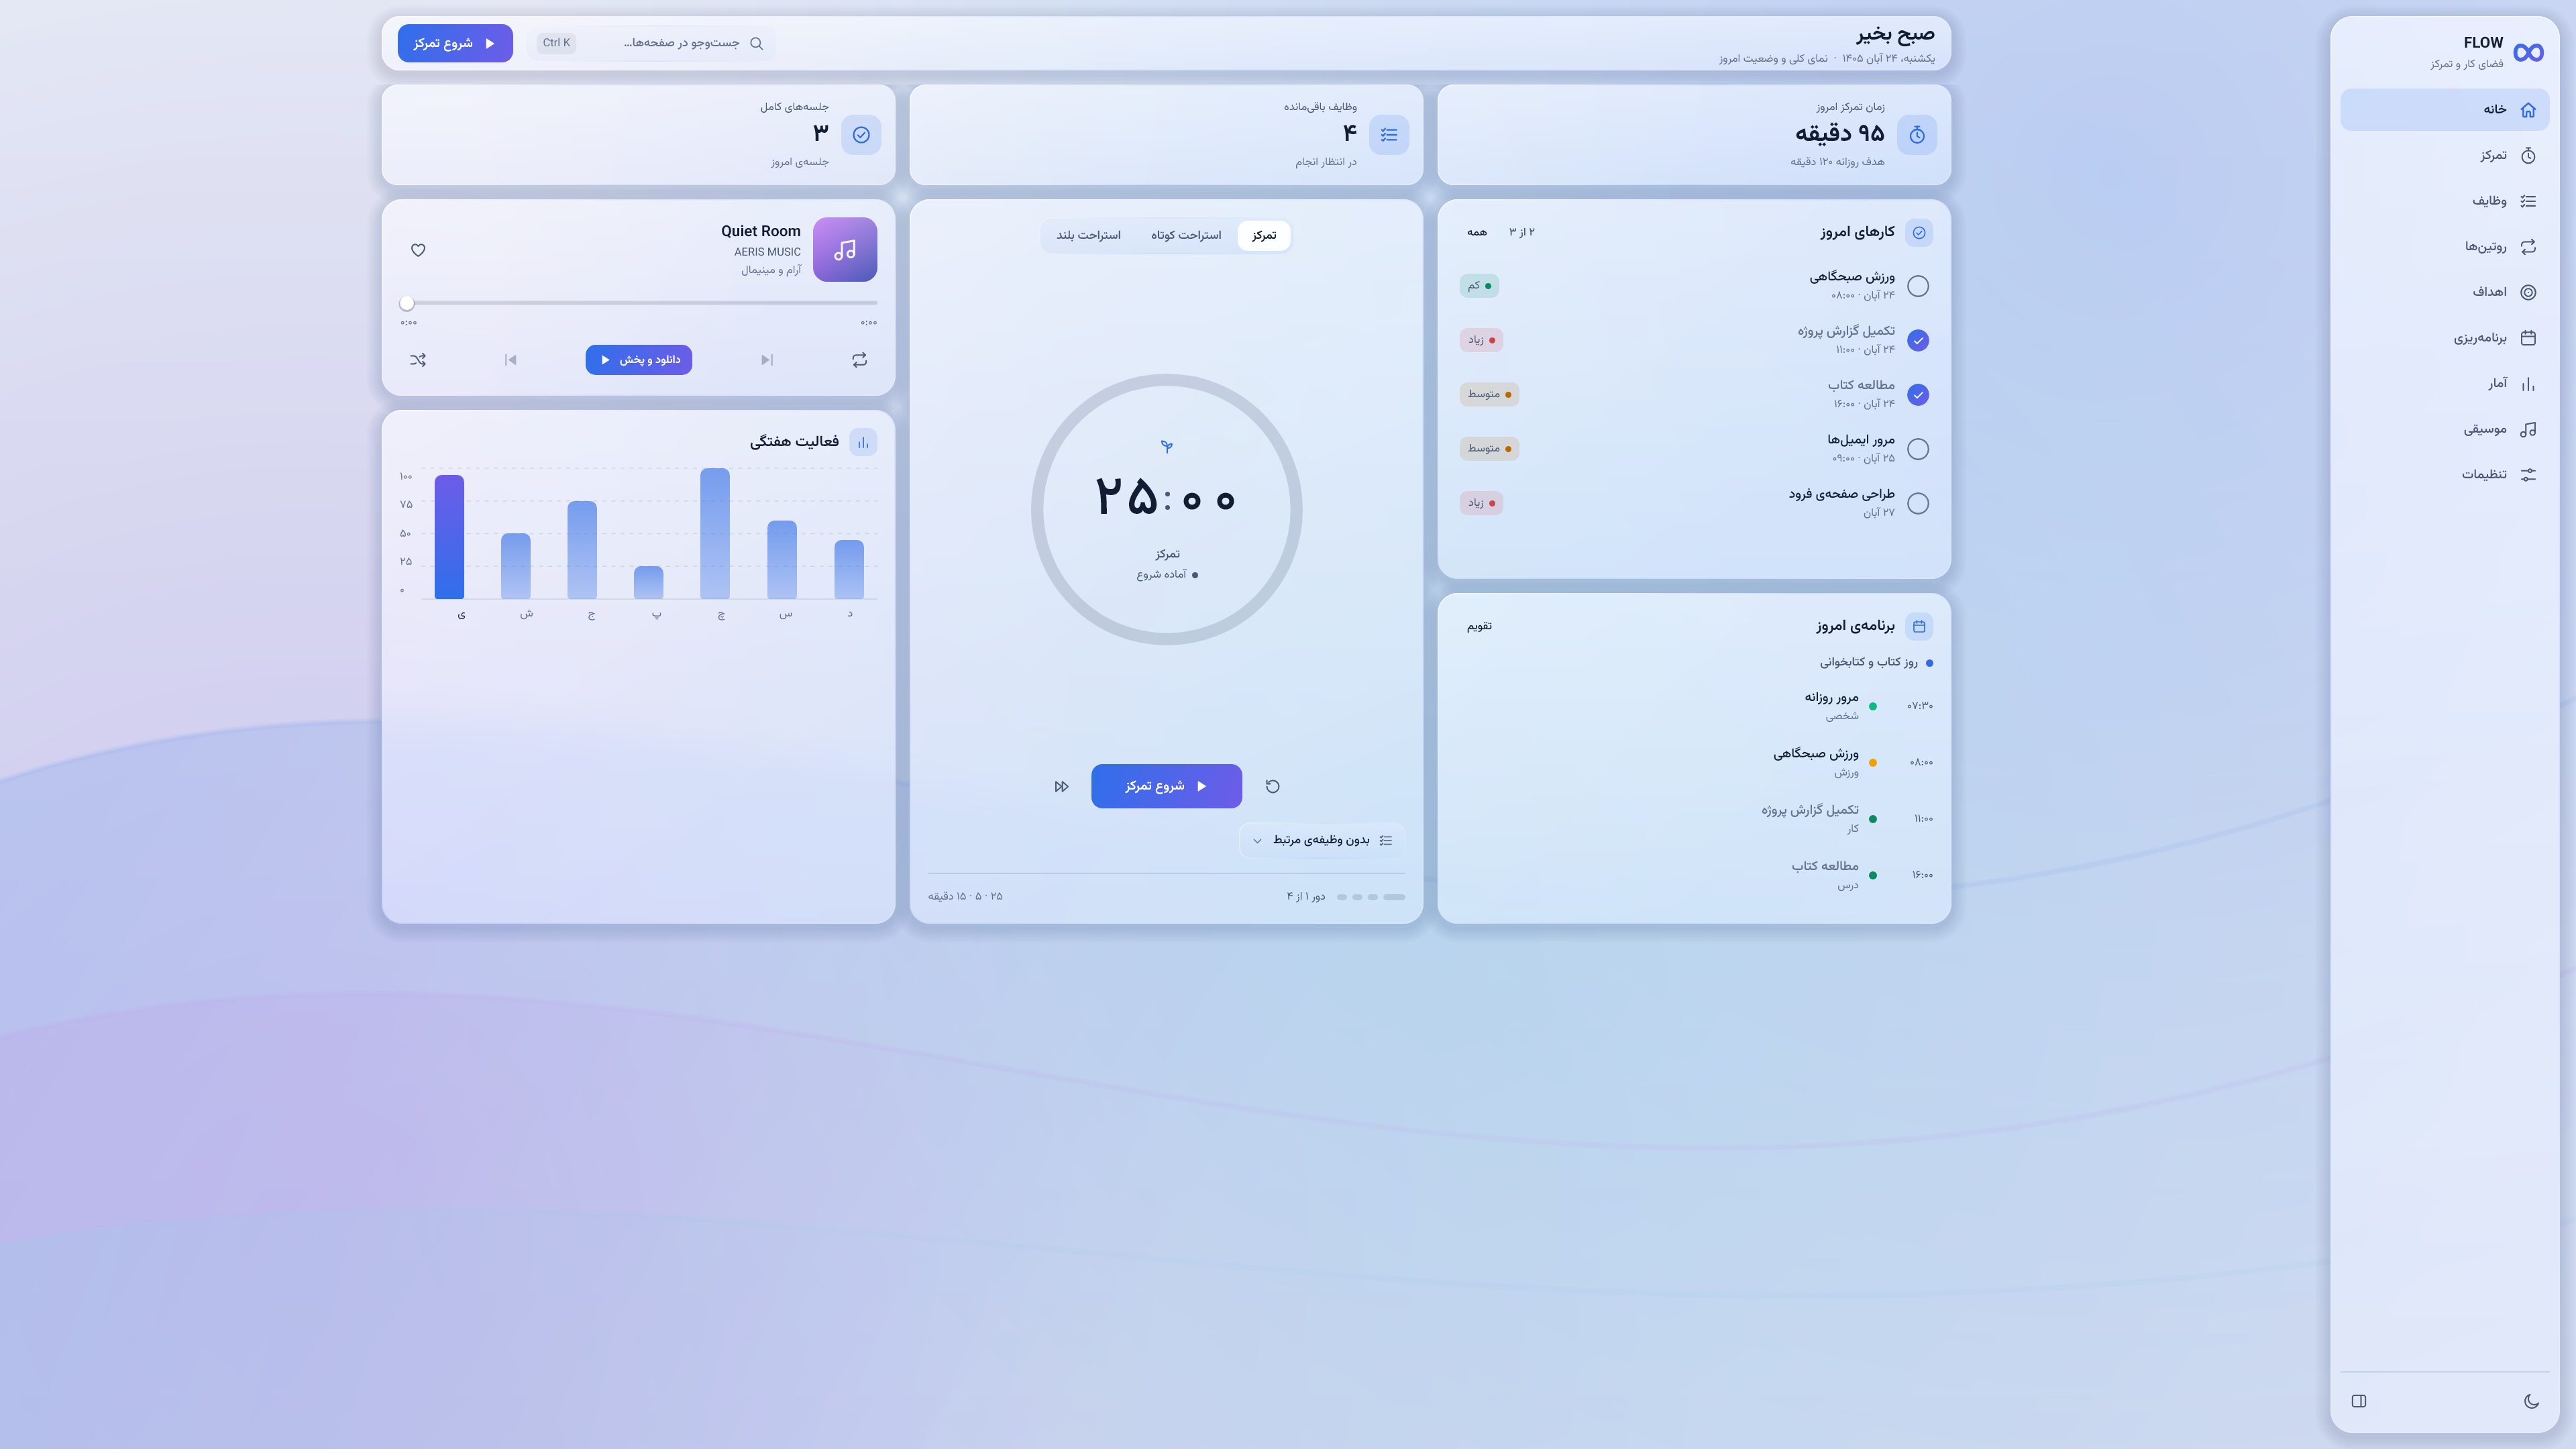 FLOW
فضای کار و تمرکز
خانه
تمرکز
وظایف
روتین‌ها
اهداف
برنامه‌ریزی
آمار
موسیقی
تنظیمات
صبح بخیر
یکشنبه، ۲۴ آبان ۱۴۰۵ · نمای کلی و وضعیت امروز
جست‌وجو در صفحه‌ها…
Ctrl K
شروع تمرکز
زمان تمرکز امروز
۹۵ دقیقه
هدف روزانه ۱۲۰ دقیقه
وظایف باقی‌مانده
۴
در انتظار انجام
جلسه‌های کامل
۳
جلسه‌ی امروز
کارهای امروز
۲ از ۳
همه
ورزش صبحگاهی
۲۴ آبان · ۰۸:۰۰
کم
تکمیل گزارش پروژه
۲۴ آبان · ۱۱:۰۰
زیاد
مطالعه کتاب
۲۴ آبان · ۱۶:۰۰
متوسط
مرور ایمیل‌ها
۲۵ آبان · ۰۹:۰۰
متوسط
طراحی صفحه‌ی فرود
۲۷ آبان
زیاد
برنامه‌ی امروز
تقویم
روز کتاب و کتابخوانی
۰۷:۳۰
مرور روزانه
شخصی
۰۸:۰۰
ورزش صبحگاهی
ورزش
۱۱:۰۰
تکمیل گزارش پروژه
کار
۱۶:۰۰
مطالعه کتاب
درس
تمرکز
استراحت کوتاه
استراحت بلند
۲۵:۰۰
تمرکز
آماده شروع
شروع تمرکز
بدون وظیفه‌ی مرتبط
دور ۱ از ۴
۲۵ · ۵ · ۱۵ دقیقه
Quiet Room
AERIS MUSIC
آرام و مینیمال
۰:۰۰
۰:۰۰
دانلود و پخش
فعالیت هفتگی
۱۰۰
۷۵
۵۰
۲۵
۰
د
س
چ
پ
ج
ش
ی